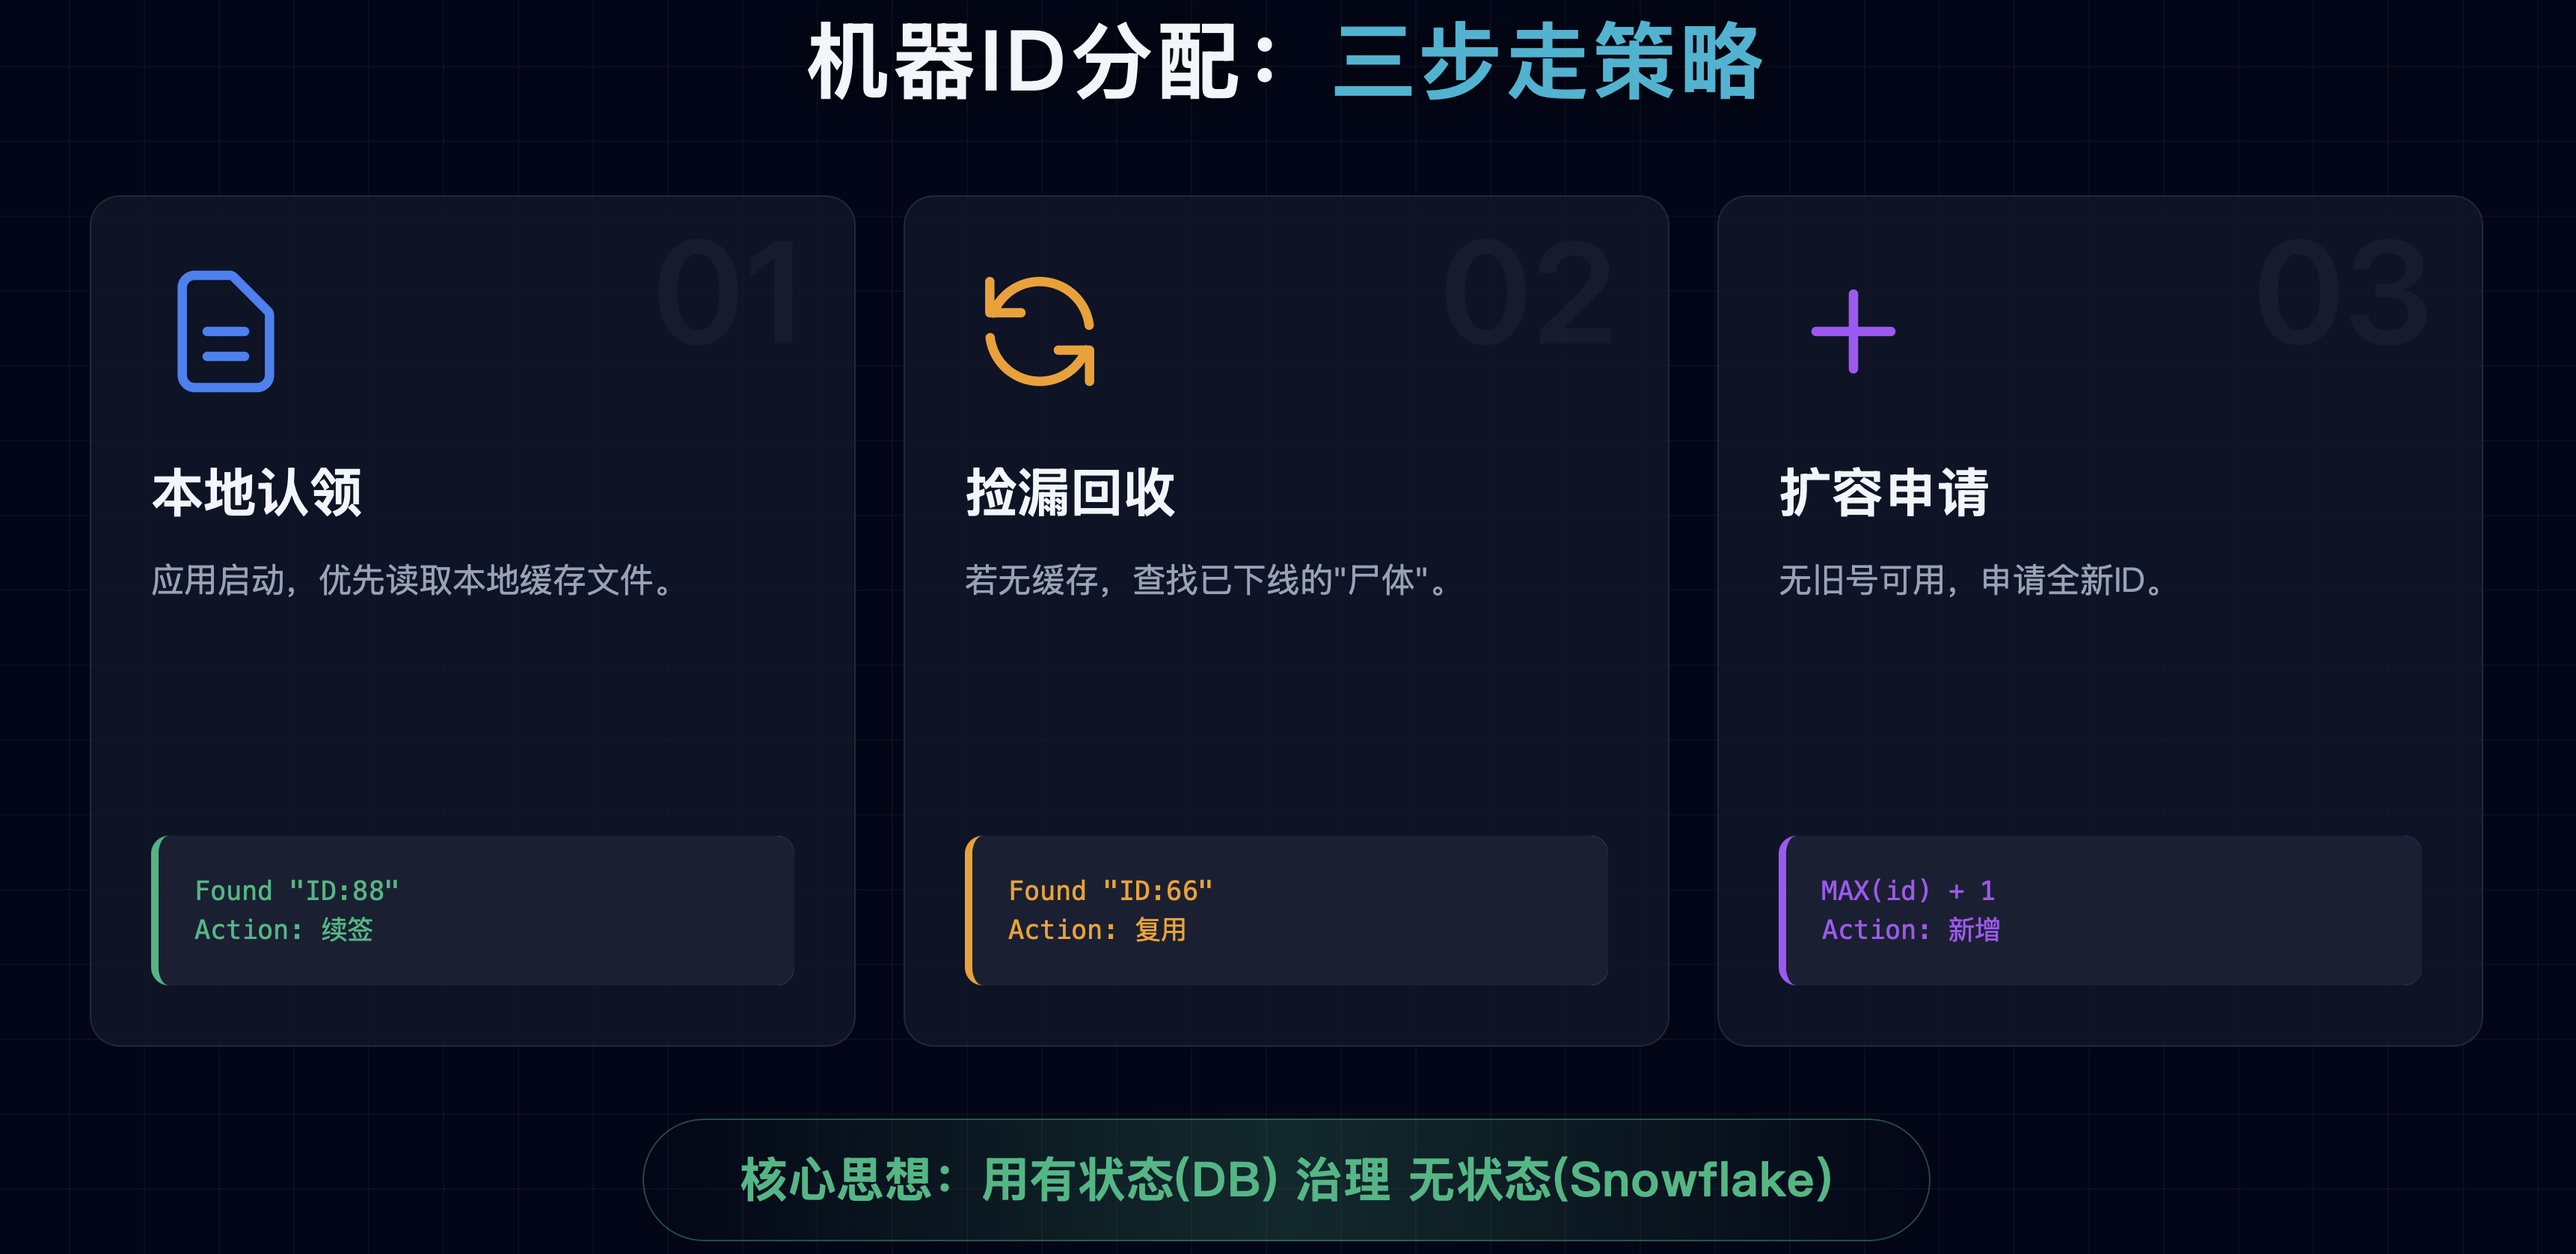 机器ID分配：三步走策略
01
本地认领
应用启动，优先读取本地缓存文件。
Found "ID:88"
Action: 续签
02
捡漏回收
若无缓存，查找已下线的"尸体"。
Found "ID:66"
Action: 复用
03
扩容申请
无旧号可用，申请全新ID。
MAX(id) + 1
Action: 新增
核心思想：用有状态(DB) 治理 无状态(Snowflake)